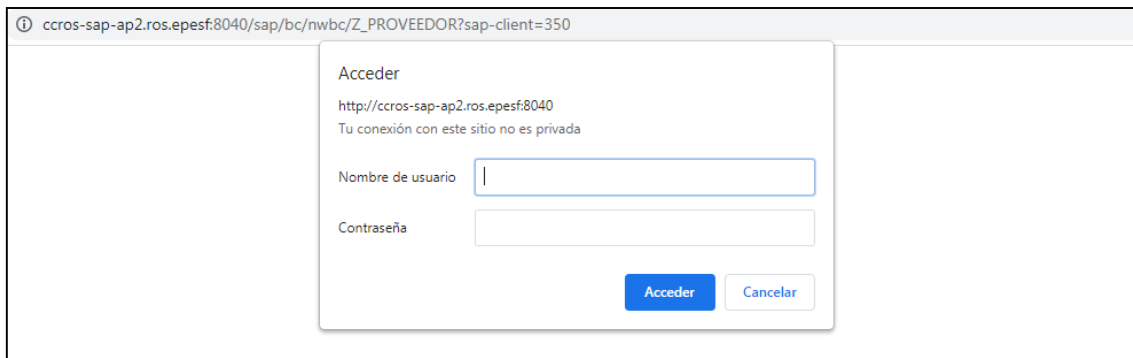 ccros-sap-ap2.ros.epesf:8040/sap/bc/nwbc/Z_PROVEEDOR?sap-client=350
Acceder
http://ccros-sap-ap2.ros.epesf:8040
Tu conexión con este sitio no es privada
Nombre de usuario
Contraseña
Acceder Cancelar